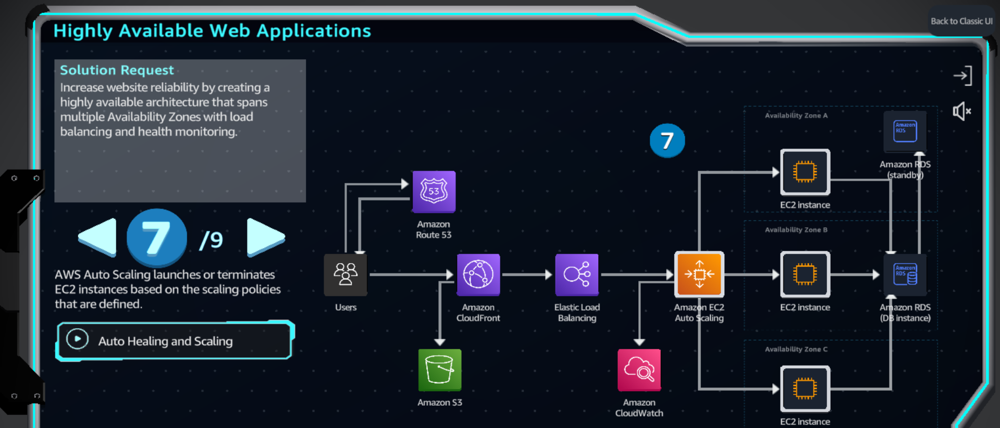 Back to Classic UI
Highly Available Web Applications
Solution Request
Increase website reliability by creating a
highly available architecture that spans
multiple Availability Zones with load
balancing and health monitoring.
7
/9
AWS Auto Scaling launches or terminates
EC2 instances based on the scaling policies
that are defined.
Auto Healing and Scaling
53
Amazon
Route 53
Users
Amazon
CloudFront
Amazon S3
Elastic Load
Balancing
7
Amazon EC2
Auto Scaling
Amazon
CloudWatch
Availability Zone A
EC2 instance
Amazon
RDS
Amazon RDS
(standby)
Availability Zone B
EC2 instance
Amazon
RDS
Amazon RDS
(DB instance)
Availability Zone C
EC2 instance